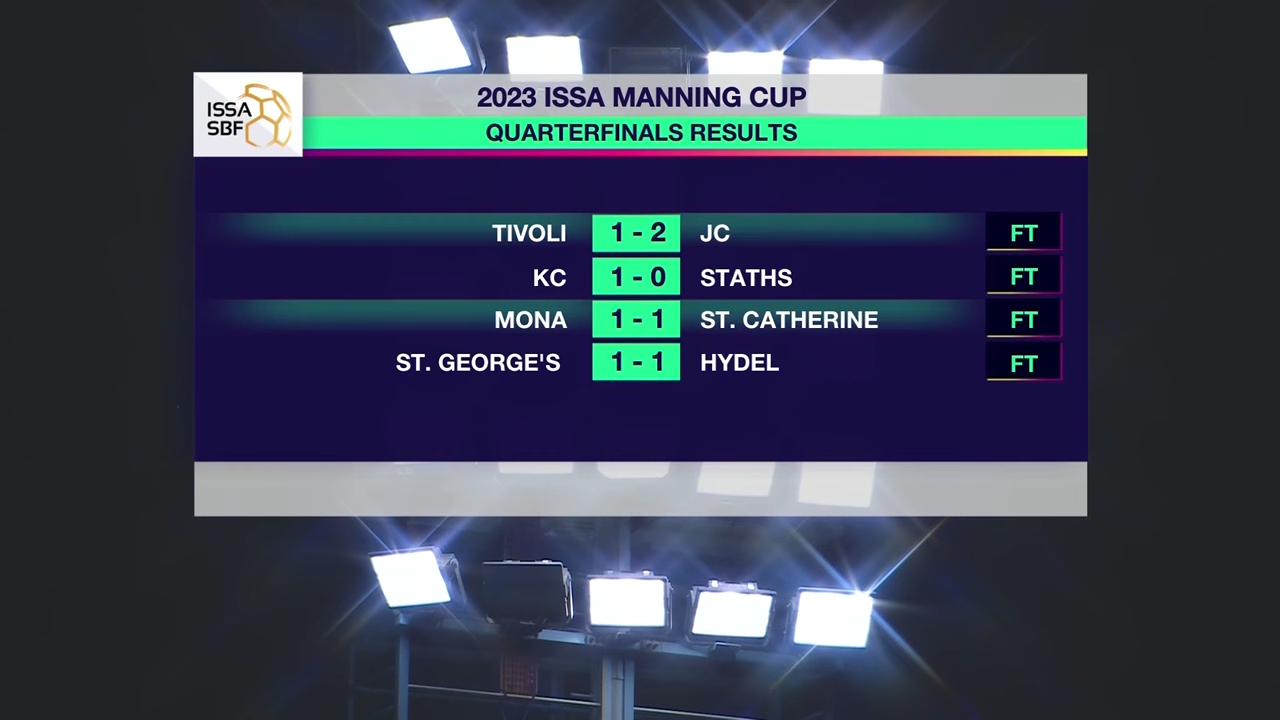 ISSA
SBF
2023 ISSA MANNING CUP
QUARTERFINALS RESULTS
TIVOLI 1 - 2 JC FT
KC 1 - 0 STATHS FT
MONA 1 - 1 ST. CATHERINE FT
ST. GEORGE'S 1 - 1 HYDEL FT